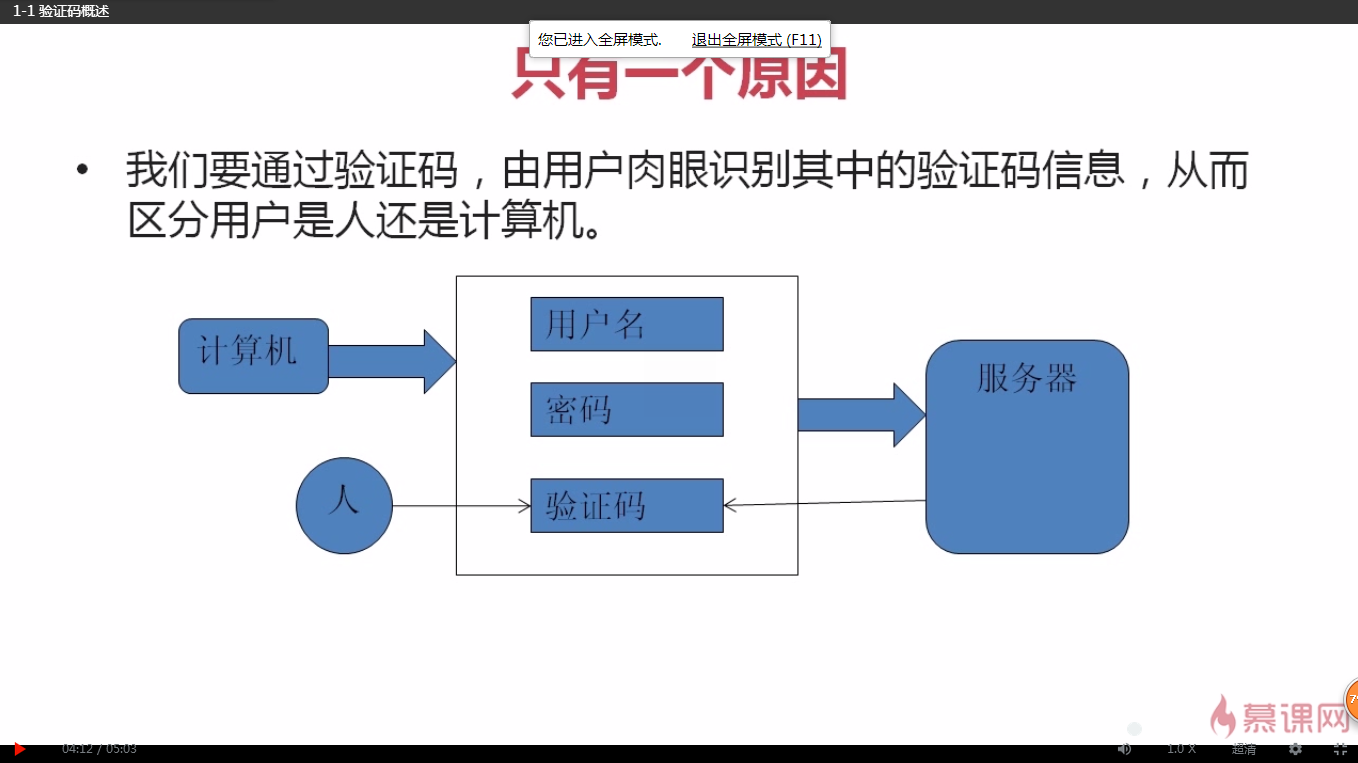 1-1 验证码概述
您已进入全屏模式. 退出全屏模式 (F11)
只有一个原因
• 我们要通过验证码，由用户肉眼识别其中的验证码信息，从而
区分用户是人还是计算机。
用户名
计算机
服务器
密码
人
验证码
慕课网
04:12 / 05:03
1.0 X
超清